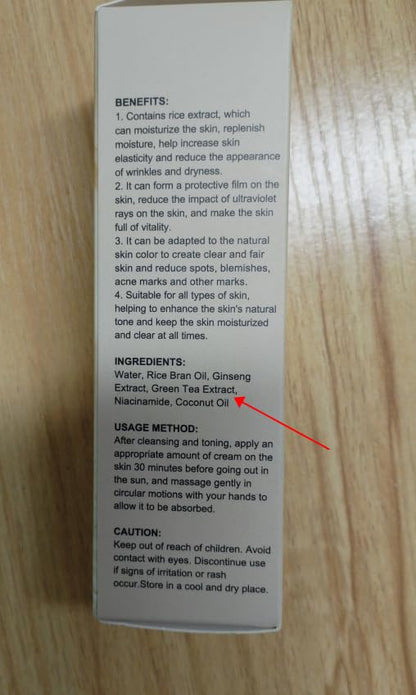 BENEFITS:
1. Contains rice extract, which
can moisturize the skin, replenish
moisture, help increase skin
elasticity and reduce the appearance
of wrinkles and dryness.
2. It can form a protective film on the
skin, reduce the impact of ultraviolet
rays on the skin, and make the skin
full of vitality.
3. It can be adapted to the natural
skin color to create clear and fair
skin and reduce spots, blemishes,
acne marks and other marks.
4. Suitable for all types of skin,
helping to enhance the skin's natural
tone and keep the skin moisturized
and clear at all times.
INGREDIENTS:
Water, Rice Bran Oil, Ginseng
Extract, Green Tea Extract,
Niacinamide, Coconut Oil
USAGE METHOD:
After cleansing and toning, apply an
appropriate amount of cream on the
skin 30 minutes before going out in
the sun, and massage gently in
circular motions with your hands to
allow it to be absorbed.
CAUTION:
Keep out of reach of children. Avoid
contact with eyes. Discontinue use
if signs of irritation or rash
occur.Store in a cool and dry place.